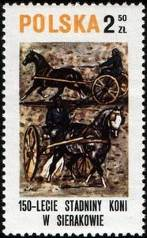 POLSKA 2 50 ZŁ
150-LECIE STADNINY KONI
W SIERAKOWIE